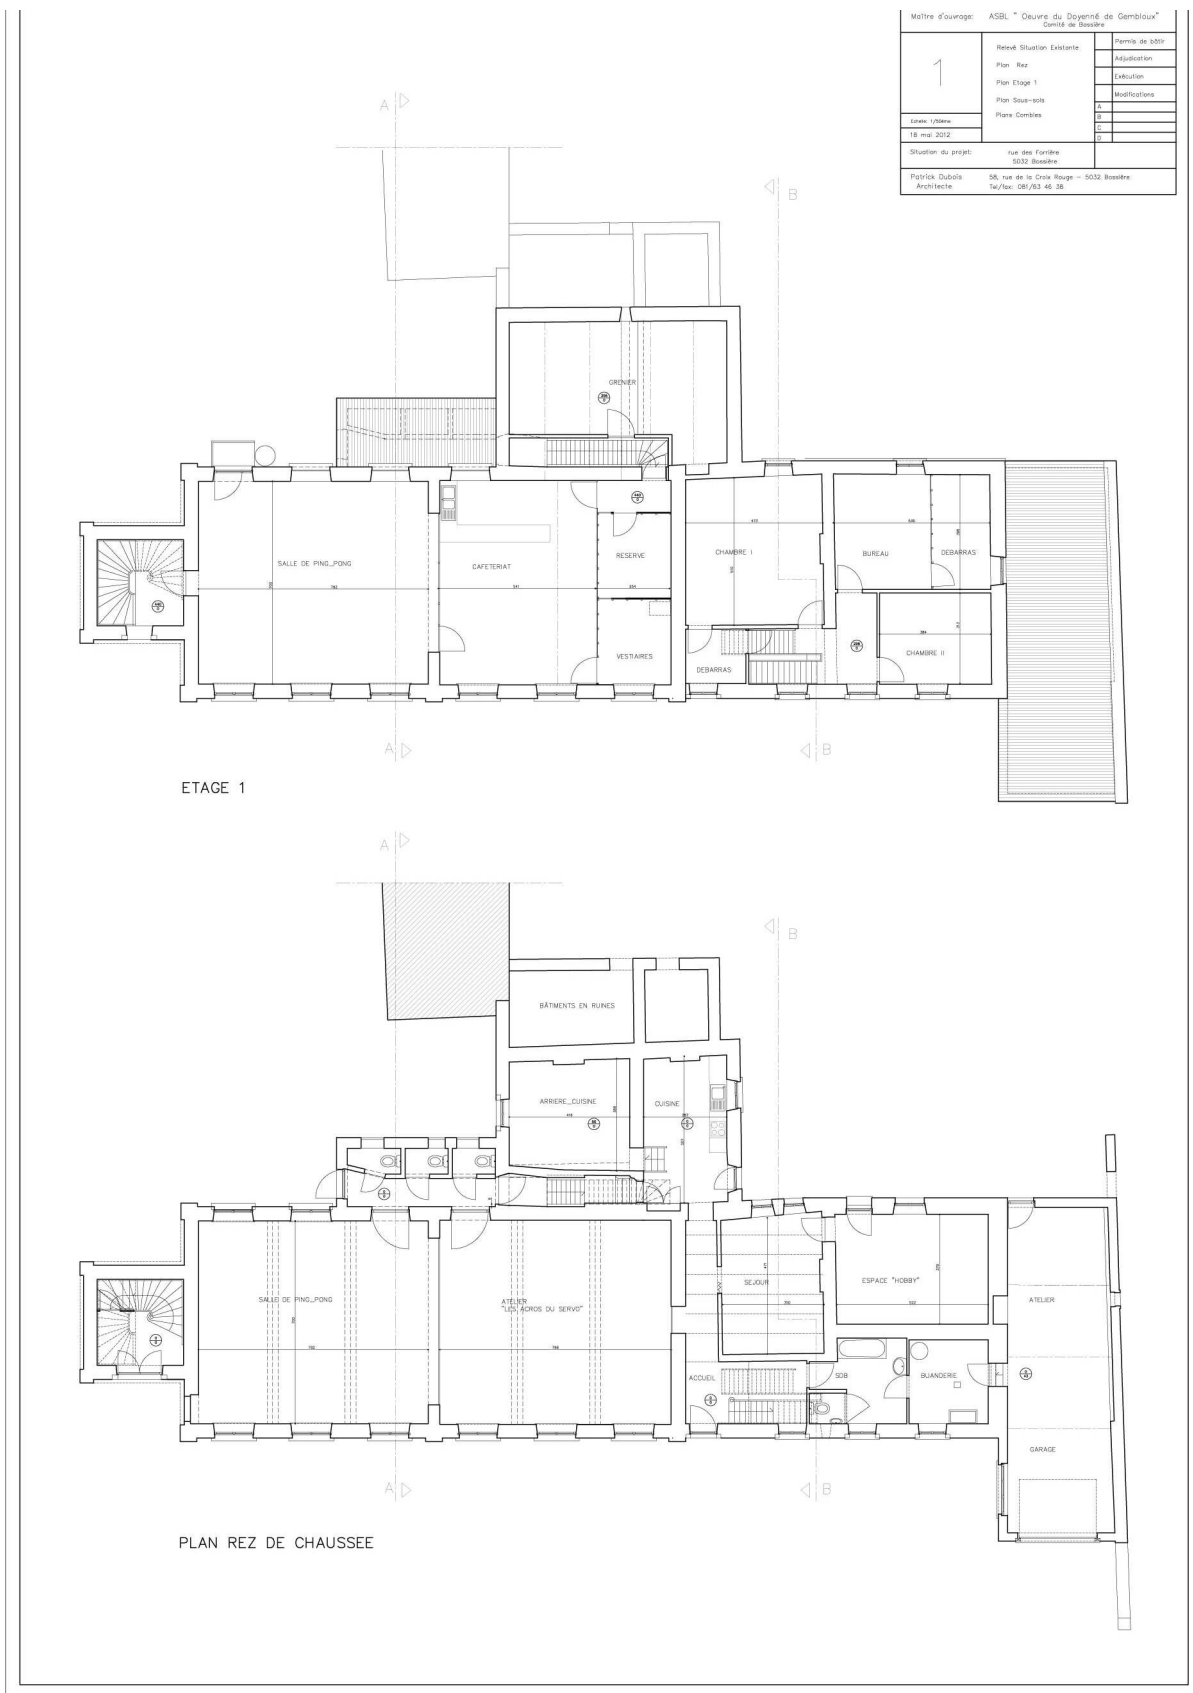 Maître d'ouvrage: ASBL " Oeuvre du Doyenné de Gembloux"
Comité de Bossière
1
Relevé Situation Existante
Plan Rez
Plan Etage 1
Plan Sous-sols
Plans Combles
Permis de bâtir
Adjudication
Exécution
Modifications
A
B
C
D
Echelle: 1/50ème
18 mai 2012
Situation du projet: rue des Forrière
5032 Bossière
Patrick Dubois 58, rue de la Croix Rouge - 5032 Bossière
Architecte Tel/fax: 081/63 46 38
A
B
GRENIER
SALLE DE PING_PONG
CAFETERIAT
RESERVE
VESTIAIRES
CHAMBRE I
BUREAU
DEBARRAS
CHAMBRE II
DEBARRAS
A
B
ETAGE 1
A
B
BÂTIMENTS EN RUINES
ARRIERE_CUISINE
CUISINE
SALLE DE PING_PONG
ATELIER
"LES ACROS DU SERVO"
SEJOUR
ESPACE "HOBBY"
ATELIER
ACCUEIL
SDB
BUANDERIE
GARAGE
A
B
PLAN REZ DE CHAUSSEE